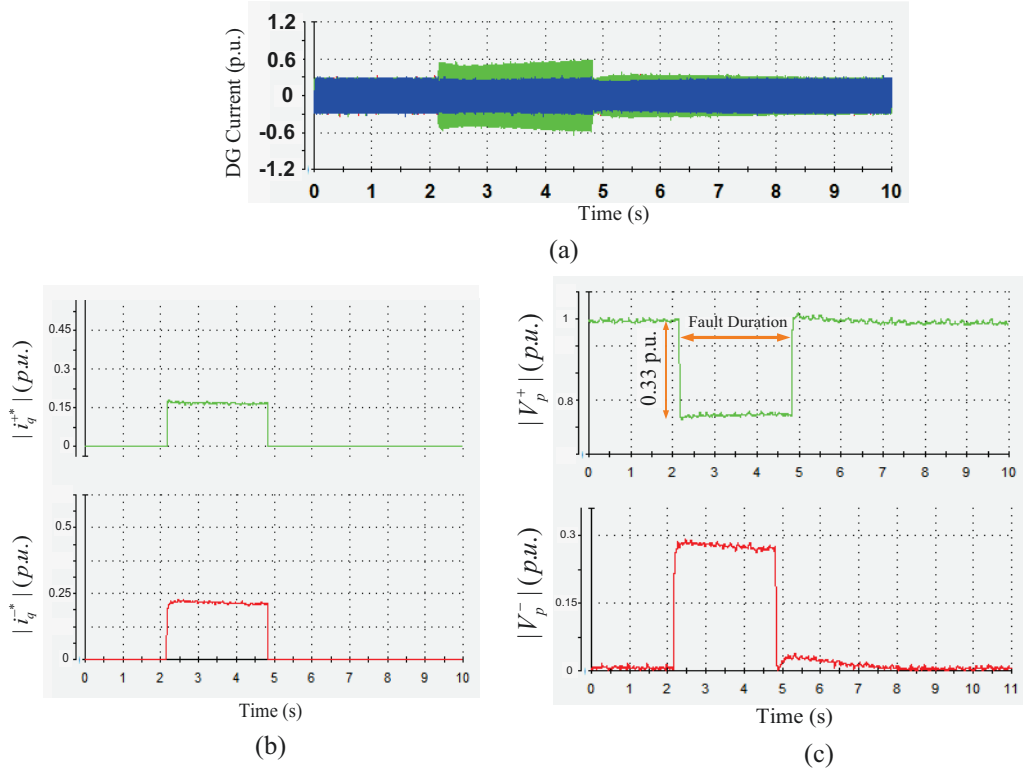 DG Current (p.u.)
1.2
0.6
0
-0.6
-1.2
0 1 2 3 4 5 6 7 8 9 10
Time (s)
(a)
| i_q^{+*} | (p.u.)
0.45
0.30
0.15
0
0 1 2 3 4 5 6 7 8 9 10
| i_q^{-*} | (p.u.)
0.5
0.25
0
0 1 2 3 4 5 6 7 8 9 10
Time (s)
(b)
| V_p^+ | (p.u.)
1
0.8
Fault Duration
0.33 p.u.
0 1 2 3 4 5 6 7 8 9 10
| V_p^- | (p.u.)
0.3
0.15
0
0 1 2 3 4 5 6 7 8 9 10 11
Time (s)
(c)